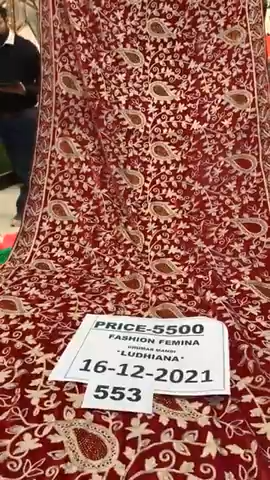 PRICE-5500
FASHION FEMINA
GHUMAR MANDI
"LUDHIANA"
16-12-2021
553